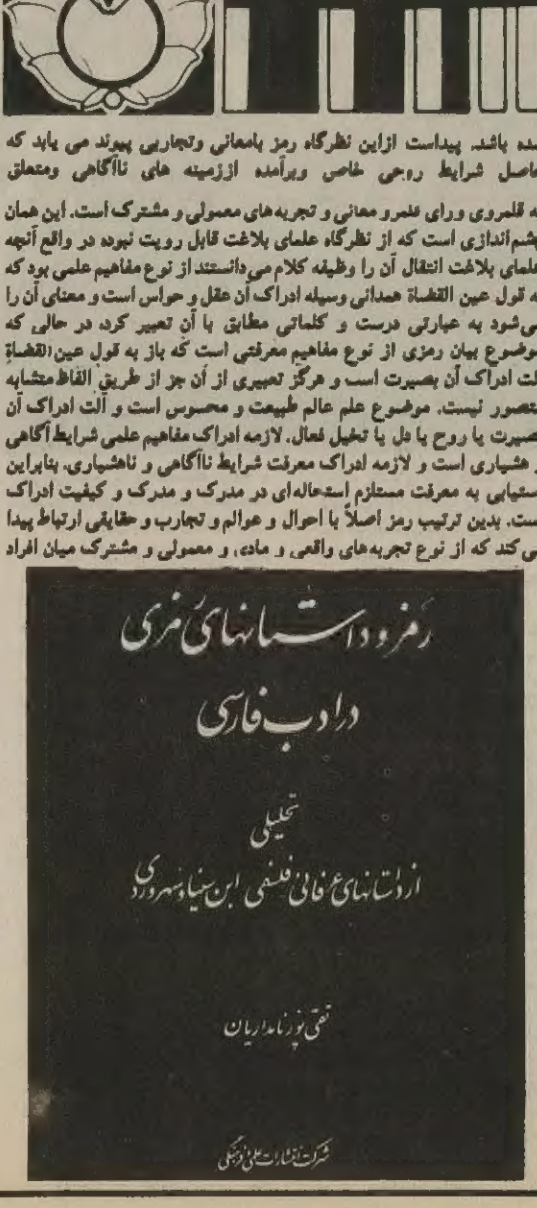 شده باشد. پیداست ازاین نظرگاه رمز بامعانی وتجاربی پیوند می یابد که
حاصل شرایط روحی خاص وبرآمده اززمینه های ناآگاهی ومتعلق
به قلمروی ورای قلمرو معانی و تجربه‌های معمولی و مشترک است. این همان
چشم‌اندازی است که از نظرگاه علمای بلاغت قابل رویت نبوده در واقع آنچه
علمای بلاغت انتقال آن را وظیفه کلام می‌دانستند از نوع مفاهیم علمی بود که
به قول عین القضاة همدانی وسیله ادراک آن عقل و حواس است و معنای آن را
می‌شود به عبارتی درست و کلماتی مطابق با آن تعبیر کرد، در حالی که
موضوع بیان رمزی از نوع مفاهیم معرفتی است که باز به قول عین القضاةِ
آلت ادراک آن بصیرت است و هرگز تعبیری از آن جز از طریق الفاظ متشابه
متصور نیست. موضوع علم عالم طبیعت و محسوس است و آلت ادراک آن
بصیرت یا روح یا دل یا تخیل فعال. لازمه ادراک مفاهیم علمی شرایط آگاهی
و هشیاری است و لازمه ادراک معرفت شرایط ناآگاهی و ناهشیاری. بنابراین
دستیابی به معرفت مستلزم استحاله‌ای در مدرک و مدرک و کیفیت ادراک
است. بدین ترتیب رمز اصلاً با احوال و عوالم و تجارب و حقایقی ارتباط پیدا
می‌کند که از نوع تجربه‌های واقعی و مادی و معمولی و مشترک میان افراد
رمز و داستانهای رمزی
در ادب فارسی
تحلیلی
از داستانهای عرفانی فلسفی ابن سینا و سهروردی
تقی پورنامداریان
شرکت انتشارات علمی و فرهنگی